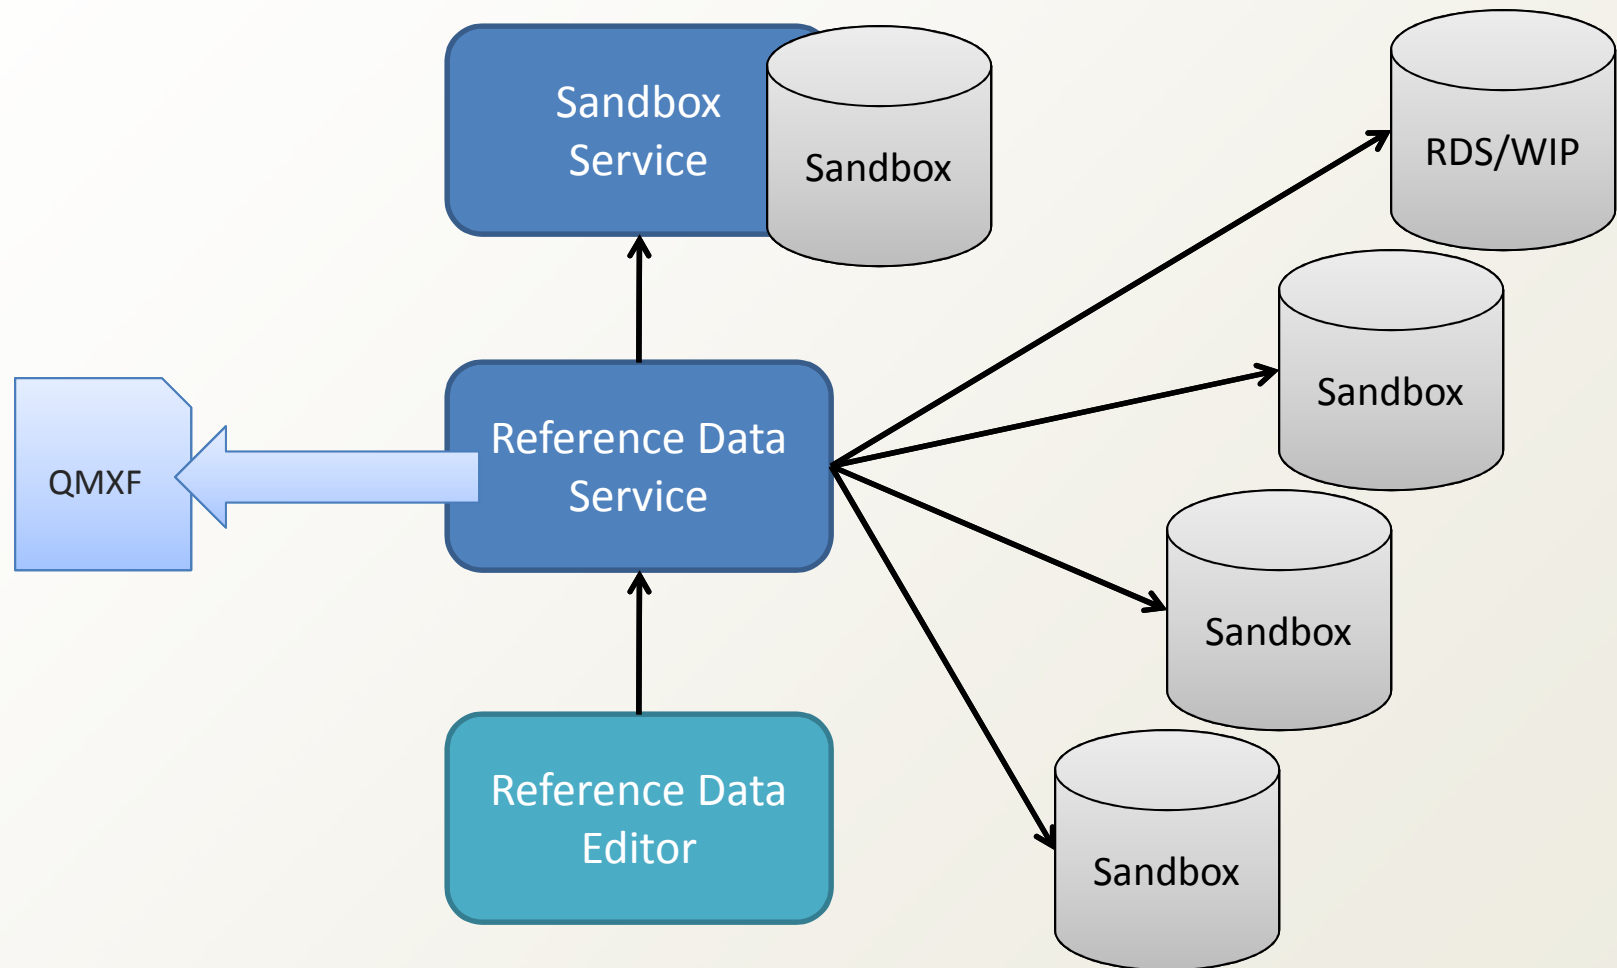 Sandbox
Service
Sandbox
RDS/WIP
Sandbox
QMXF
Reference Data
Service
Sandbox
Reference Data
Editor
Sandbox